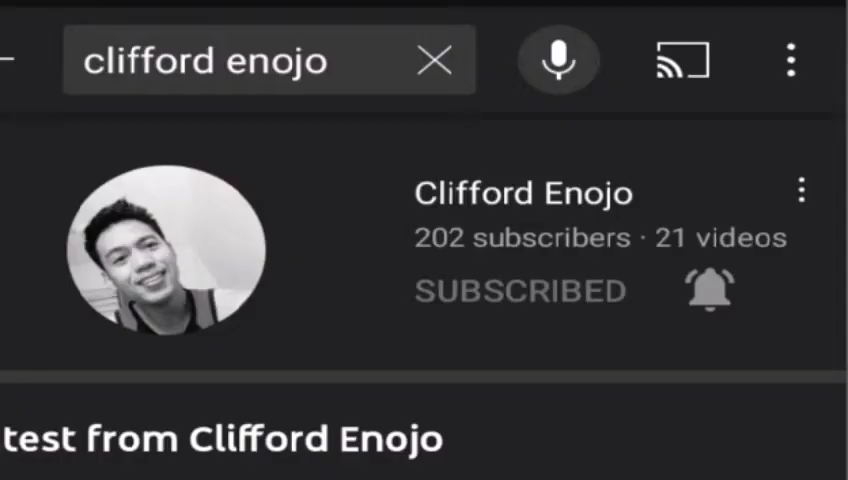 clifford enojo
Clifford Enojo
202 subscribers · 21 videos
SUBSCRIBED
test from Clifford Enojo